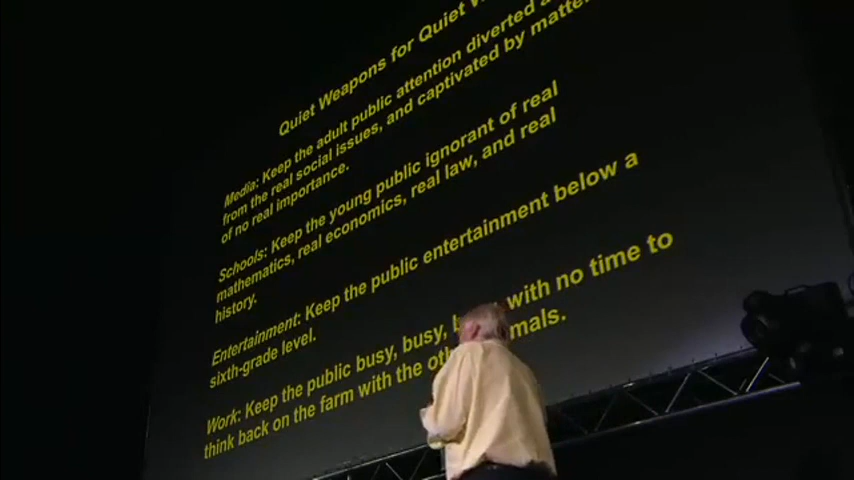 Quiet Weapons for Quiet
Media: Keep the adult public attention diverted
from the real social issues, and captivated by matter
of no real importance.
Schools: Keep the young public ignorant of real
mathematics, real economics, real law, and real
history.
Entertainment: Keep the public entertainment below a
sixth-grade level.
Work: Keep the public busy, busy, with no time to
think back on the farm with the